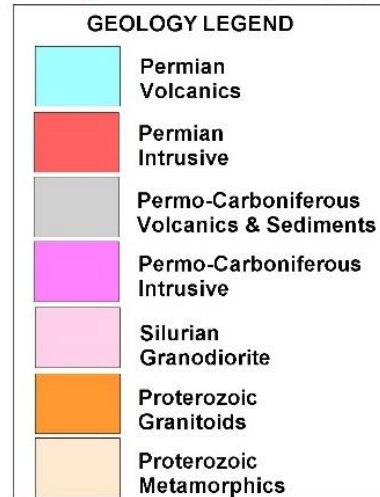 GEOLOGY LEGEND
Permian
Volcanics
Permian
Intrusive
Permo-Carboniferous
Volcanics & Sediments
Permo-Carboniferous
Intrusive
Silurian
Granodiorite
Proterozoic
Granitoids
Proterozoic
Metamorphics